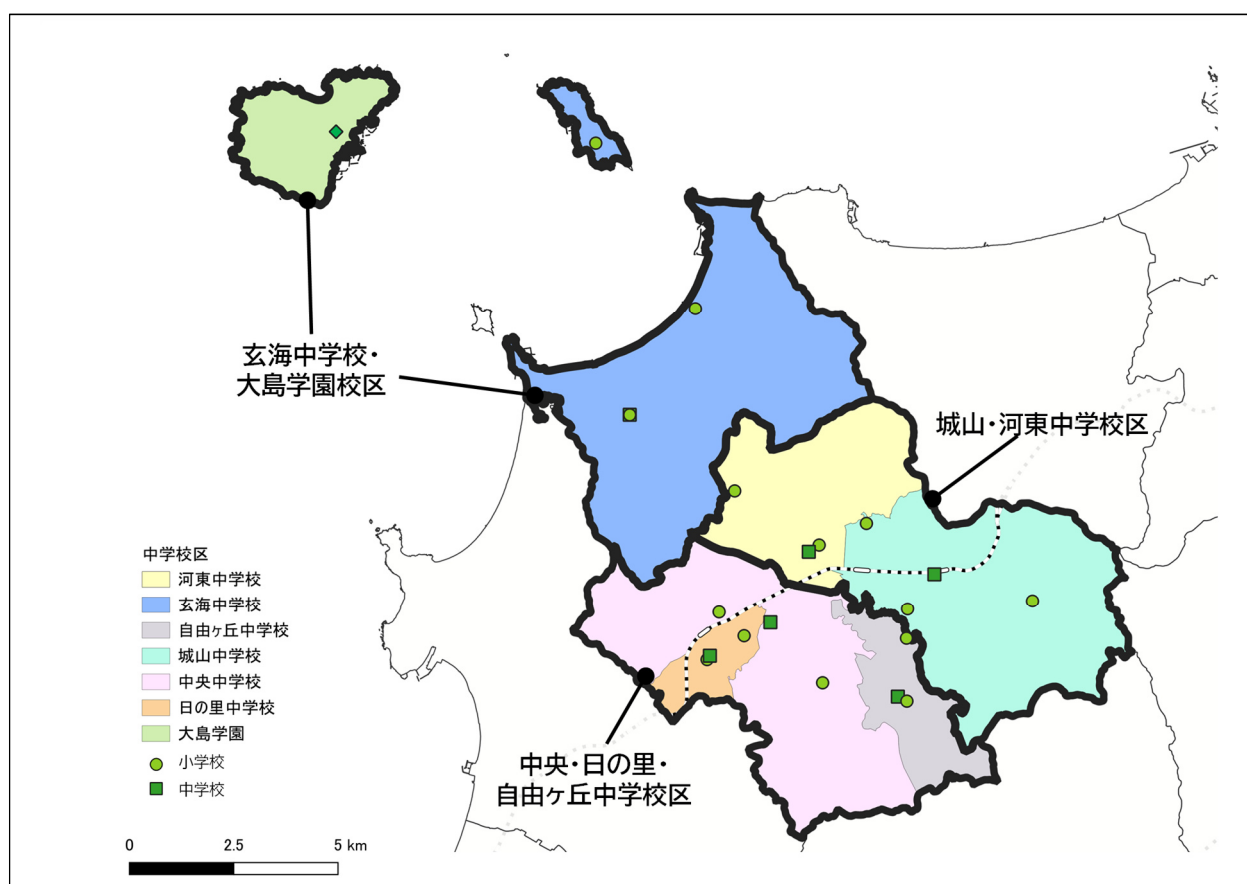 玄海中学校・
大島学園校区
城山・河東中学校区
中学校区
河東中学校
玄海中学校
自由ヶ丘中学校
城山中学校
中央中学校
日の里中学校
大島学園
小学校
中学校
中央・日の里・
自由ヶ丘中学校区
0 2.5 5 km